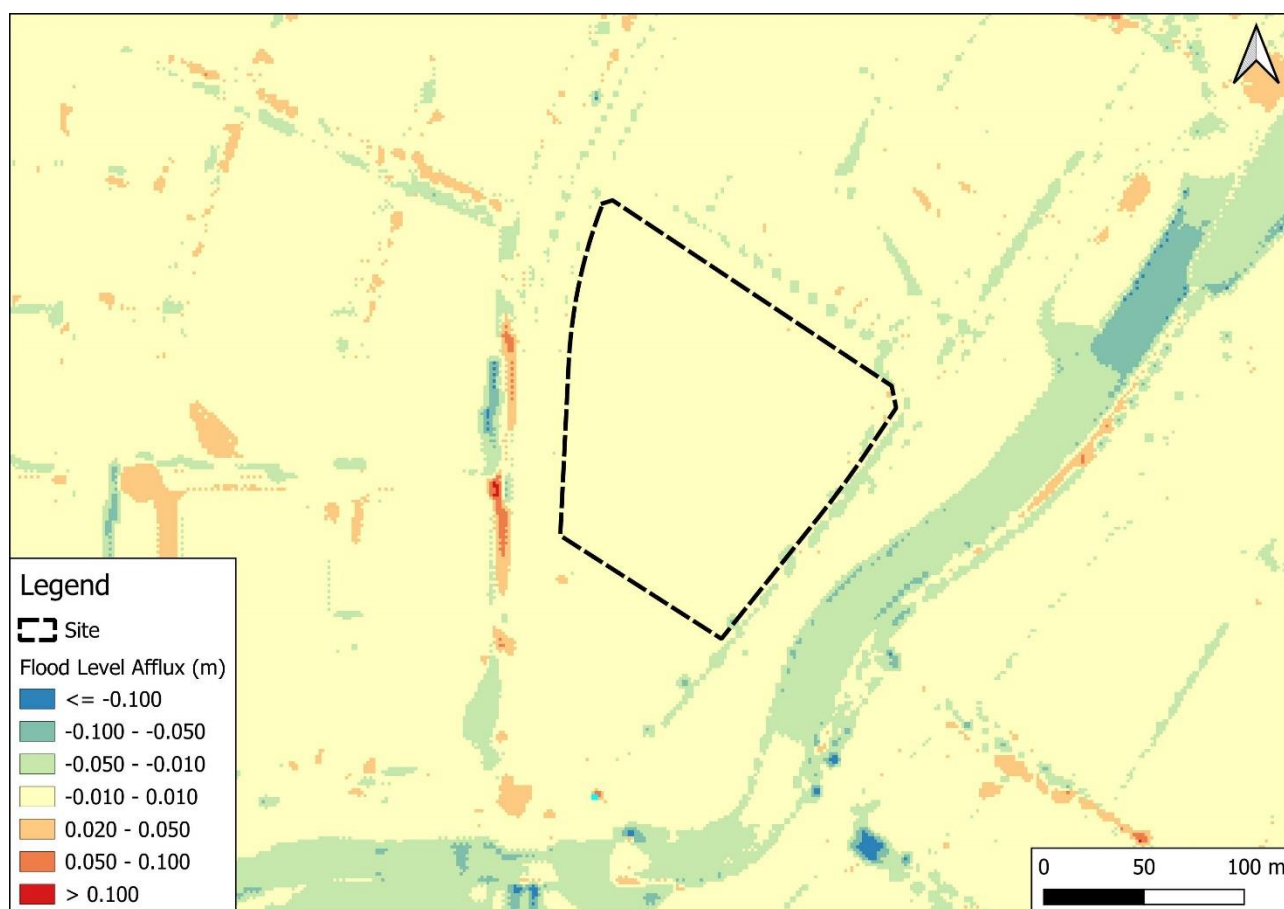 Legend
Site
Flood Level Afflux (m)
<= -0.100
-0.100 - -0.050
-0.050 - -0.010
-0.010 - 0.010
0.020 - 0.050
0.050 - 0.100
> 0.100
0 50 100 m